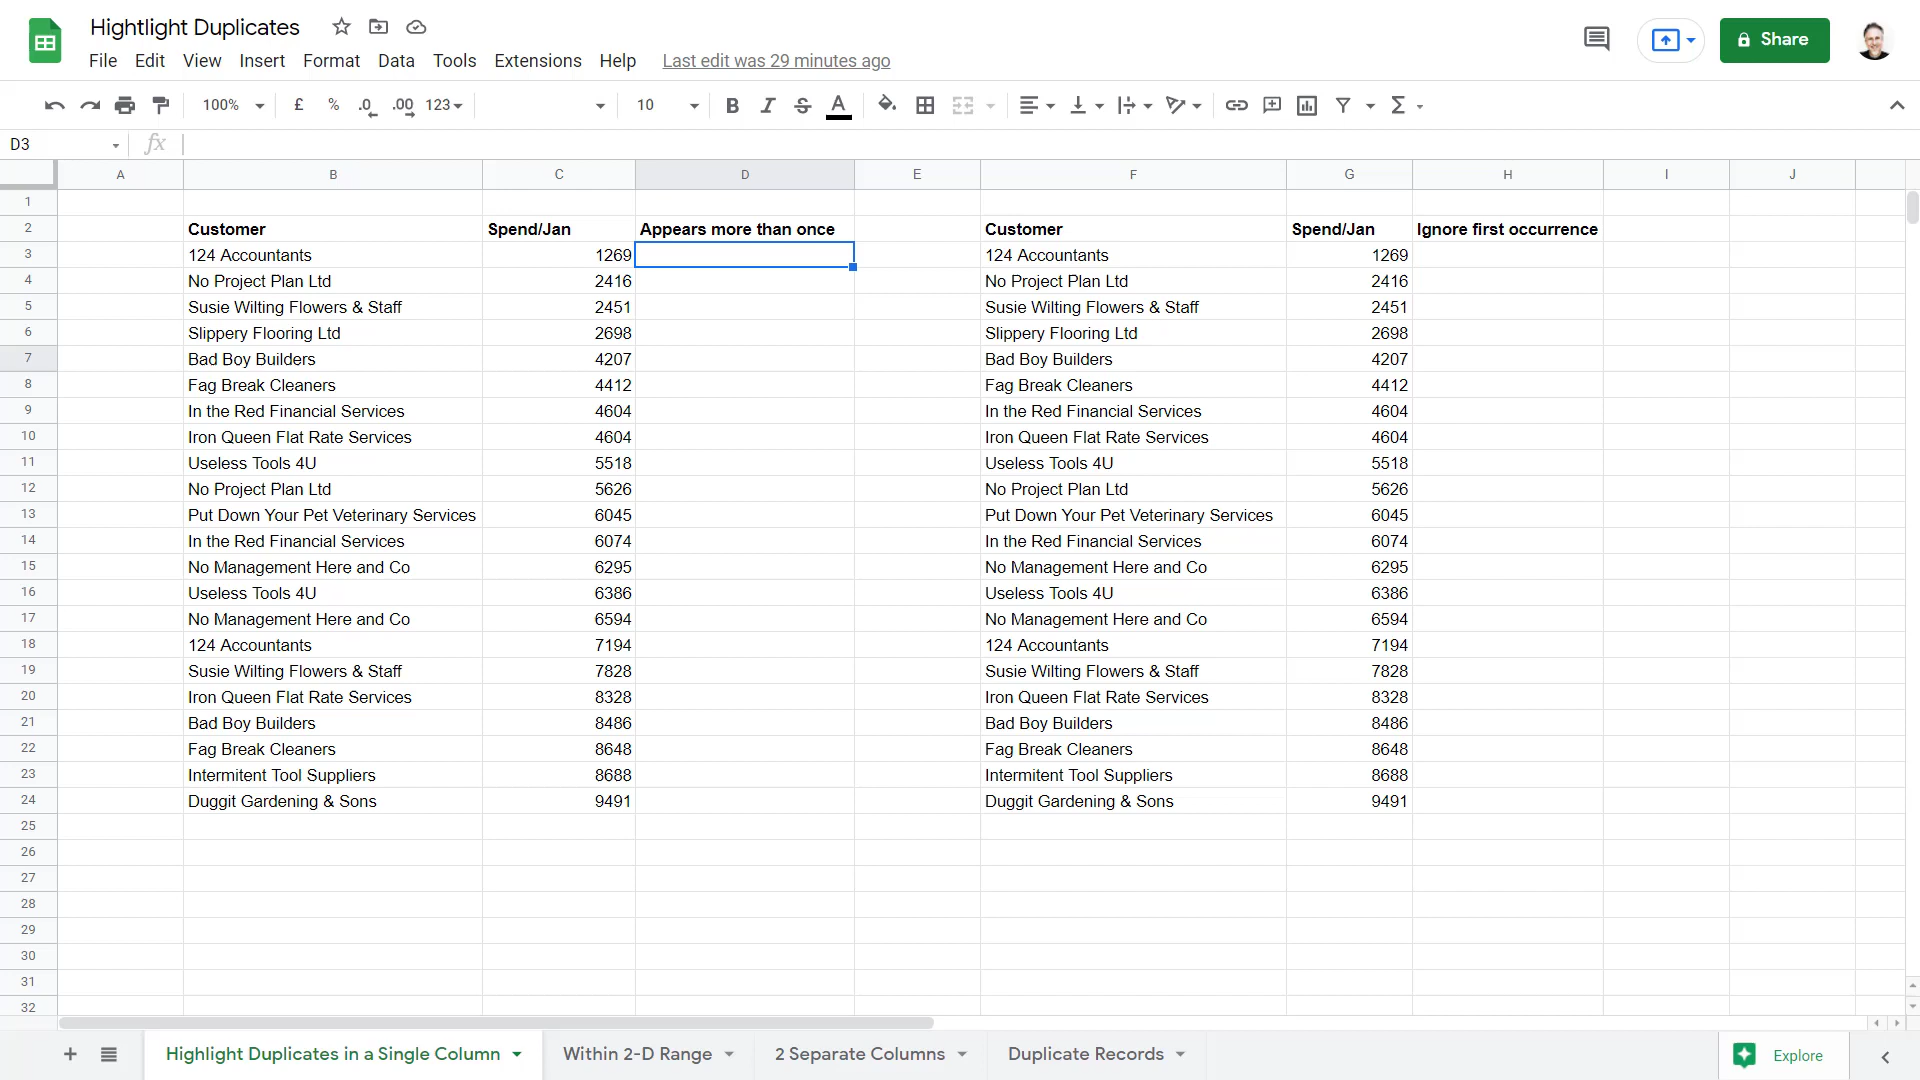 Hightlight Duplicates
File Edit View Insert Format Data Tools Extensions Help Last edit was 29 minutes ago
Share
100% £ % .0 .00 123 10 B I S A Σ
D3 fx
A B C D E F G H I J
1
2 Customer Spend/Jan Appears more than once Customer Spend/Jan Ignore first occurrence
3 124 Accountants 1269 124 Accountants 1269
4 No Project Plan Ltd 2416 No Project Plan Ltd 2416
5 Susie Wilting Flowers & Staff 2451 Susie Wilting Flowers & Staff 2451
6 Slippery Flooring Ltd 2698 Slippery Flooring Ltd 2698
7 Bad Boy Builders 4207 Bad Boy Builders 4207
8 Fag Break Cleaners 4412 Fag Break Cleaners 4412
9 In the Red Financial Services 4604 In the Red Financial Services 4604
10 Iron Queen Flat Rate Services 4604 Iron Queen Flat Rate Services 4604
11 Useless Tools 4U 5518 Useless Tools 4U 5518
12 No Project Plan Ltd 5626 No Project Plan Ltd 5626
13 Put Down Your Pet Veterinary Services 6045 Put Down Your Pet Veterinary Services 6045
14 In the Red Financial Services 6074 In the Red Financial Services 6074
15 No Management Here and Co 6295 No Management Here and Co 6295
16 Useless Tools 4U 6386 Useless Tools 4U 6386
17 No Management Here and Co 6594 No Management Here and Co 6594
18 124 Accountants 7194 124 Accountants 7194
19 Susie Wilting Flowers & Staff 7828 Susie Wilting Flowers & Staff 7828
20 Iron Queen Flat Rate Services 8328 Iron Queen Flat Rate Services 8328
21 Bad Boy Builders 8486 Bad Boy Builders 8486
22 Fag Break Cleaners 8648 Fag Break Cleaners 8648
23 Intermitent Tool Suppliers 8688 Intermitent Tool Suppliers 8688
24 Duggit Gardening & Sons 9491 Duggit Gardening & Sons 9491
25
26
27
28
29
30
31
32
Highlight Duplicates in a Single Column Within 2-D Range 2 Separate Columns Duplicate Records Explore